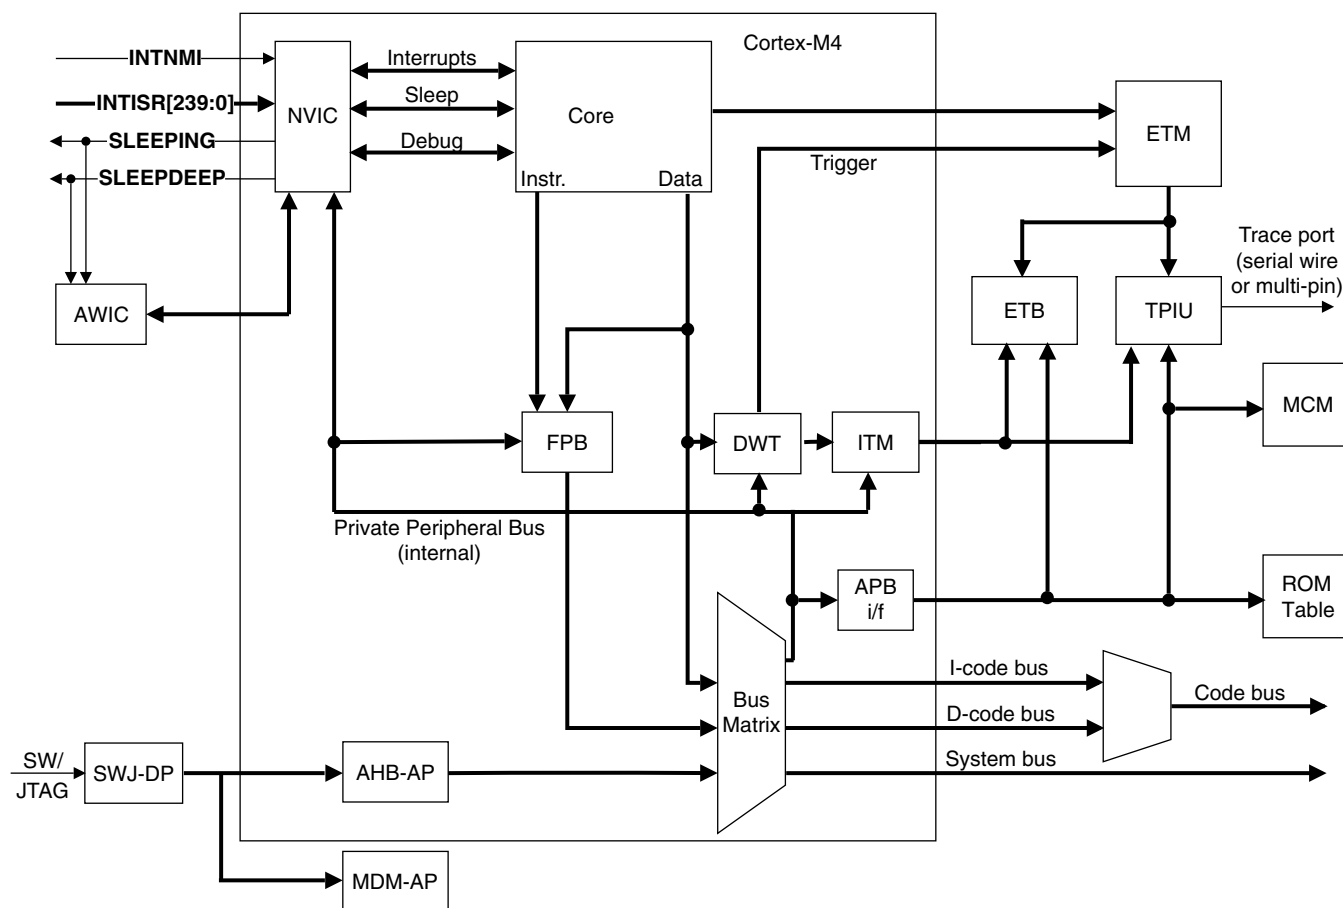 Cortex-M4
INTNMI
INTISR[239:0]
SLEEPING
SLEEPDEEP
NVIC
Interrupts
Sleep
Debug
Core
Instr.
Data
ETM
Trigger
Trace port
(serial wire
or multi-pin)
AWIC
ETB
TPIU
MCM
FPB
DWT
ITM
Private Peripheral Bus
(internal)
APB
i/f
ROM
Table
Bus
Matrix
I-code bus
D-code bus
Code bus
System bus
SW/
JTAG
SWJ-DP
AHB-AP
MDM-AP